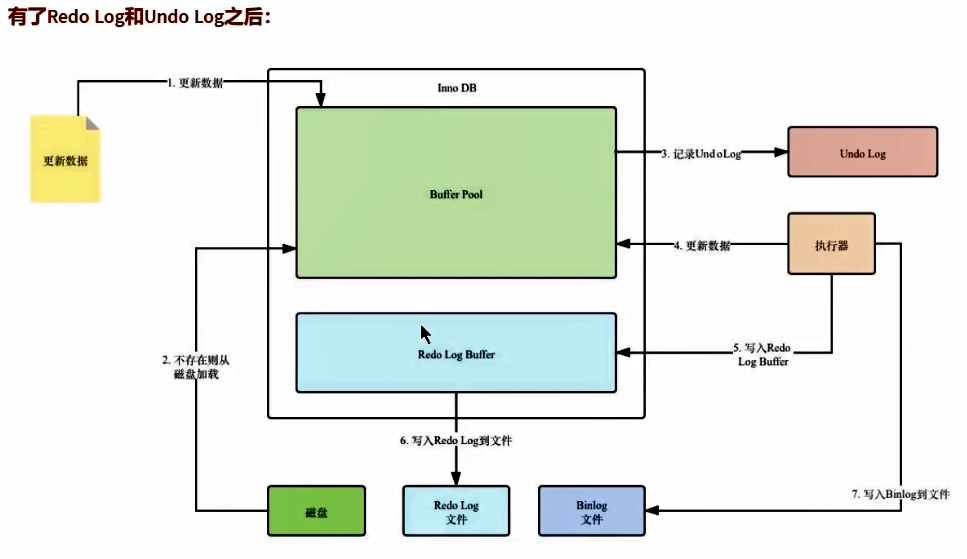 有了Redo Log和Undo Log之后:
1. 更新数据
Inno DB
更新数据
Buffer Pool
3. 记录UndoLog
Undo Log
4. 更新数据
执行器
2. 不存在则从
磁盘加载
Redo Log Buffer
5. 写入Redo
Log Buffer
6. 写入Redo Log到文件
磁盘
Redo Log
文件
Binlog
文件
7. 写入Binlog到文件